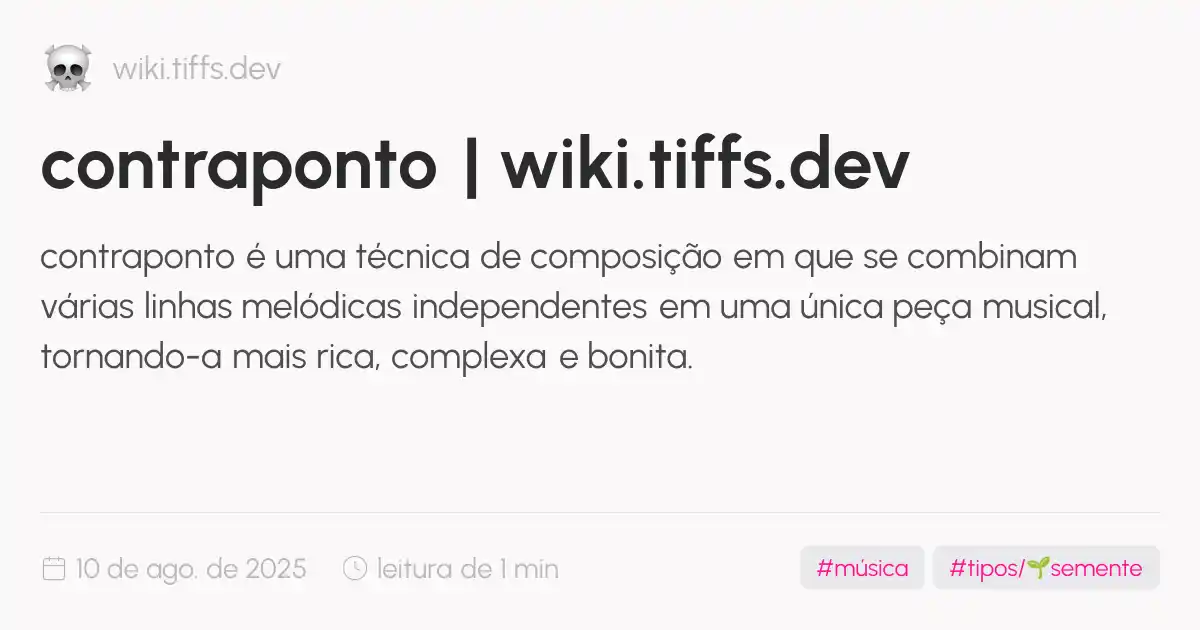 wiki.tiffs.dev
contraponto | wiki.tiffs.dev
contraponto é uma técnica de composição em que se combinam
várias linhas melódicas independentes em uma única peça musical,
tornando-a mais rica, complexa e bonita.
10 de ago. de 2025 leitura de 1 min #música #tipos/🌱semente